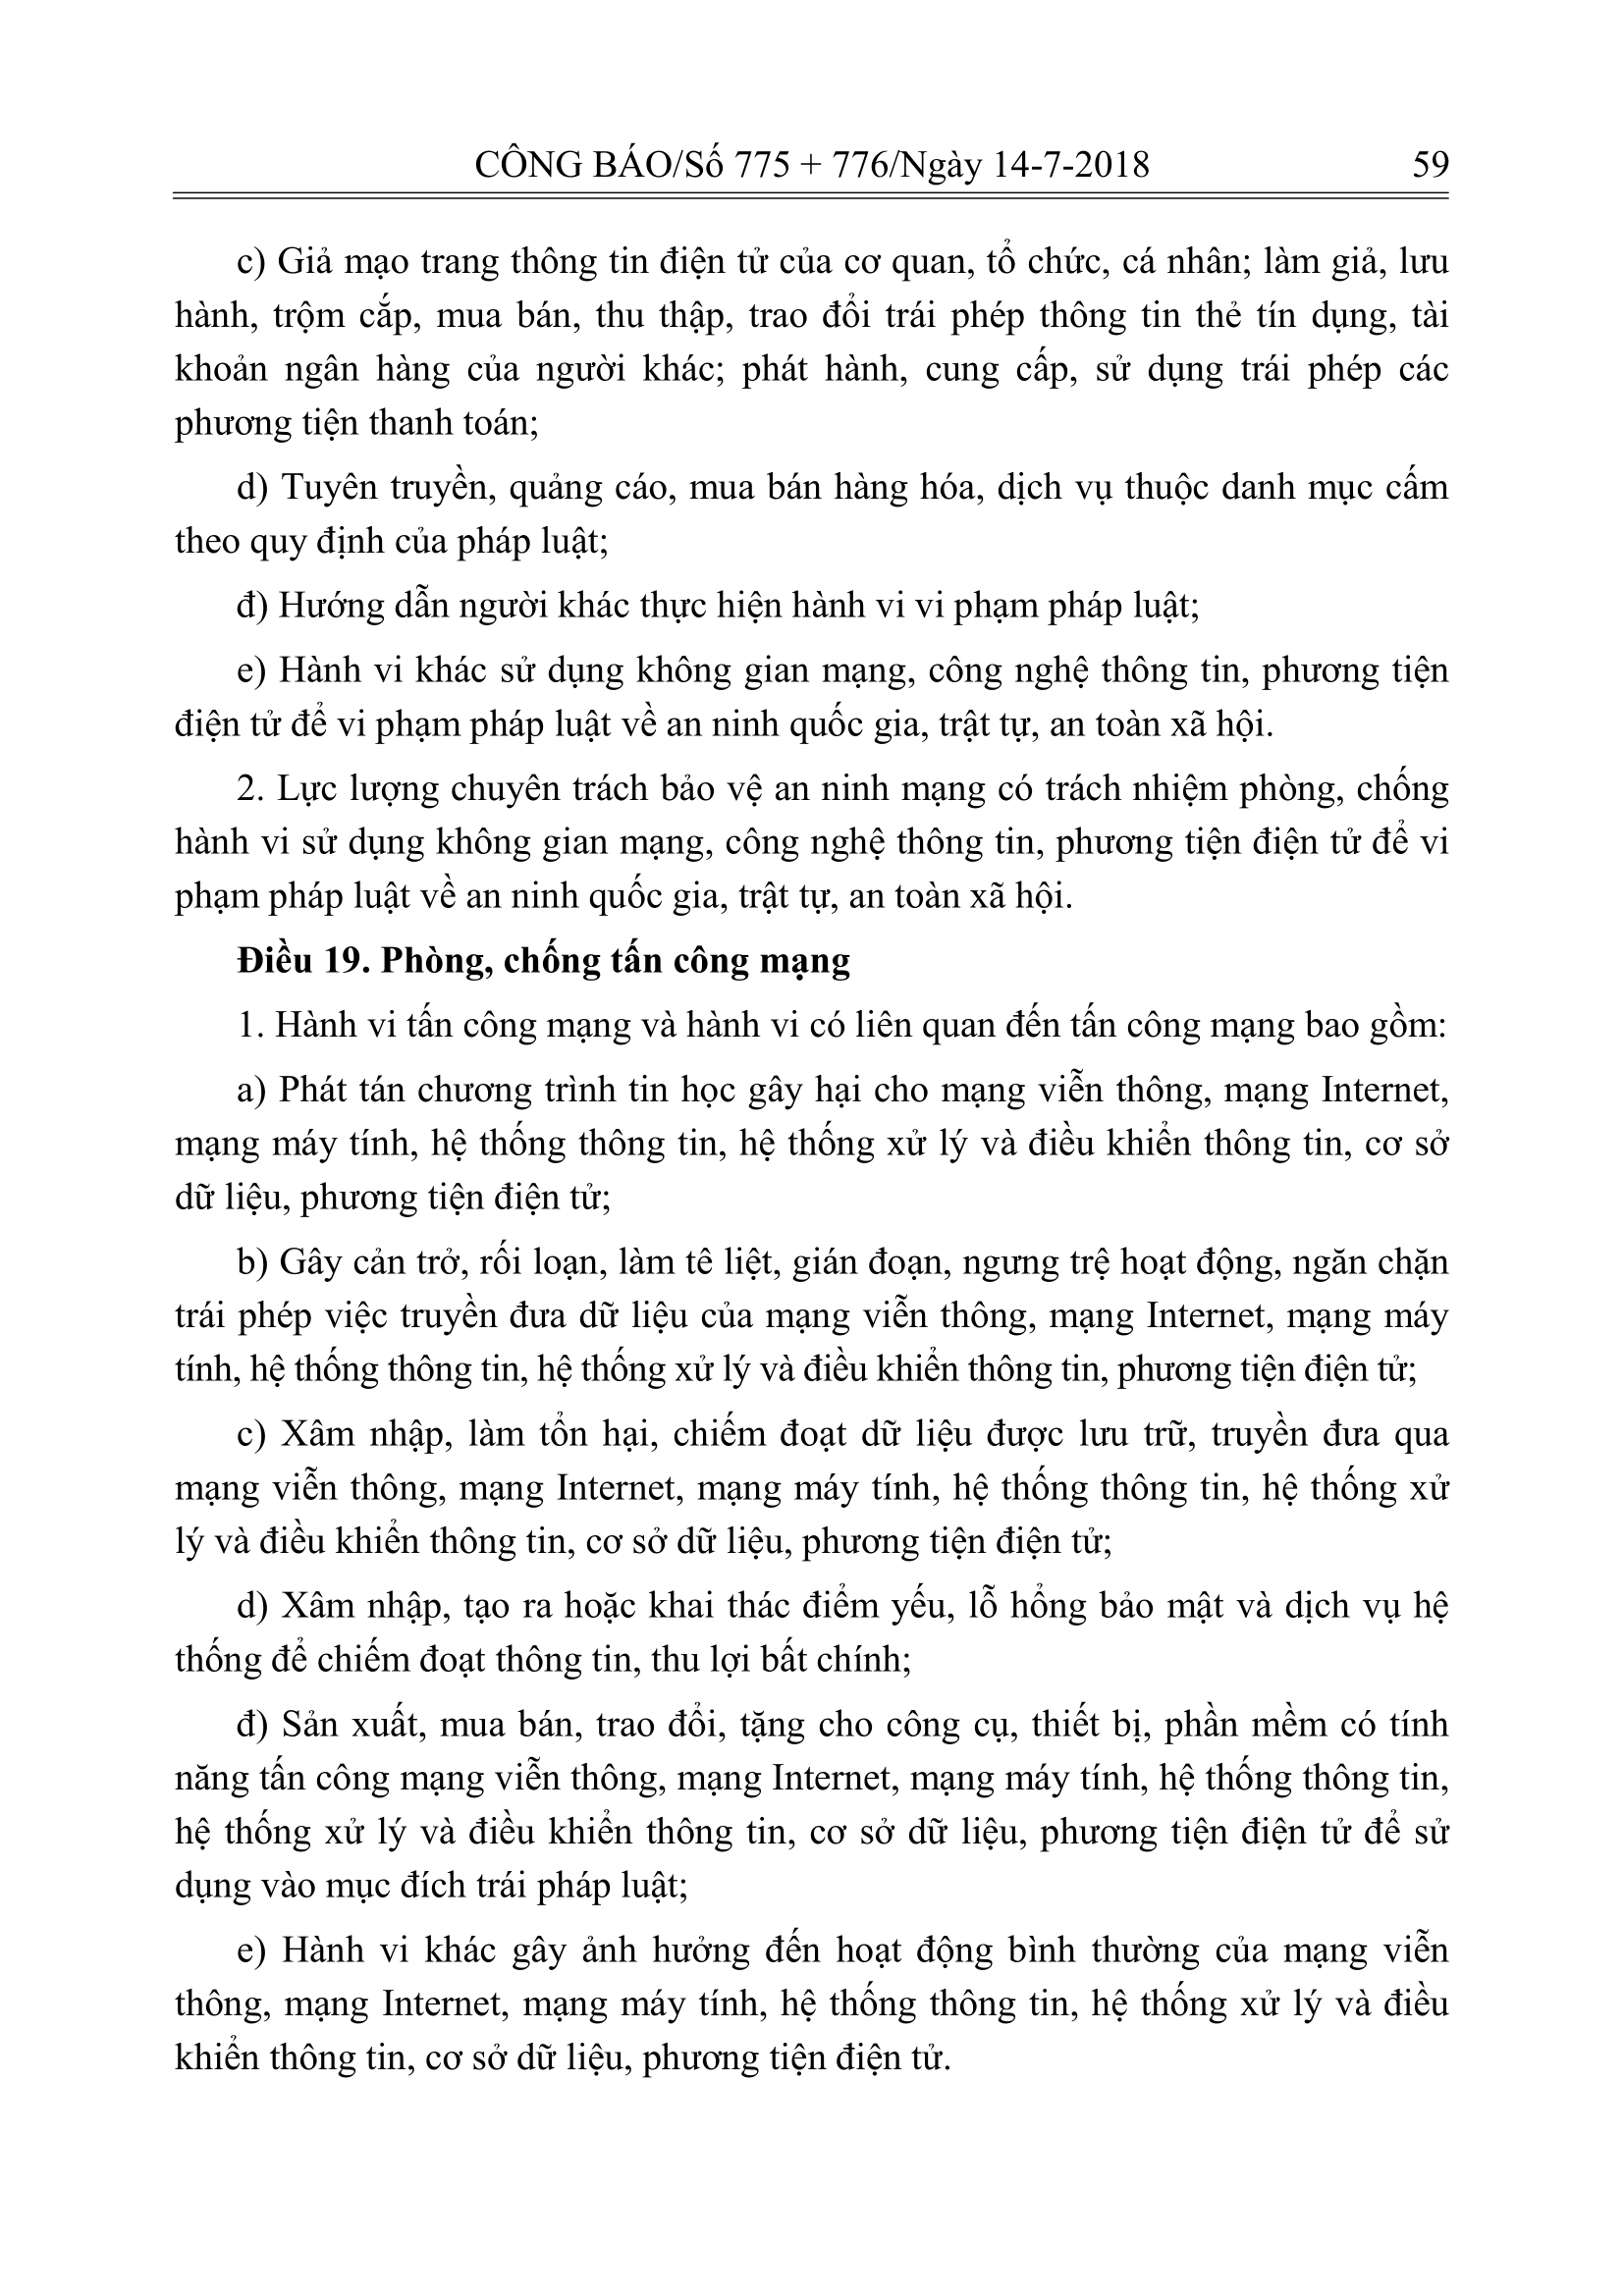 CÔNG BÁO/Số 775 + 776/Ngày 14-7-2018 59
c) Giả mạo trang thông tin điện tử của cơ quan, tổ chức, cá nhân; làm giả, lưu
hành, trộm cắp, mua bán, thu thập, trao đổi trái phép thông tin thẻ tín dụng, tài
khoản ngân hàng của người khác; phát hành, cung cấp, sử dụng trái phép các
phương tiện thanh toán;
d) Tuyên truyền, quảng cáo, mua bán hàng hóa, dịch vụ thuộc danh mục cấm
theo quy định của pháp luật;
đ) Hướng dẫn người khác thực hiện hành vi vi phạm pháp luật;
e) Hành vi khác sử dụng không gian mạng, công nghệ thông tin, phương tiện
điện tử để vi phạm pháp luật về an ninh quốc gia, trật tự, an toàn xã hội.
2. Lực lượng chuyên trách bảo vệ an ninh mạng có trách nhiệm phòng, chống
hành vi sử dụng không gian mạng, công nghệ thông tin, phương tiện điện tử để vi
phạm pháp luật về an ninh quốc gia, trật tự, an toàn xã hội.
Điều 19. Phòng, chống tấn công mạng
1. Hành vi tấn công mạng và hành vi có liên quan đến tấn công mạng bao gồm:
a) Phát tán chương trình tin học gây hại cho mạng viễn thông, mạng Internet,
mạng máy tính, hệ thống thông tin, hệ thống xử lý và điều khiển thông tin, cơ sở
dữ liệu, phương tiện điện tử;
b) Gây cản trở, rối loạn, làm tê liệt, gián đoạn, ngưng trệ hoạt động, ngăn chặn
trái phép việc truyền đưa dữ liệu của mạng viễn thông, mạng Internet, mạng máy
tính, hệ thống thông tin, hệ thống xử lý và điều khiển thông tin, phương tiện điện tử;
c) Xâm nhập, làm tổn hại, chiếm đoạt dữ liệu được lưu trữ, truyền đưa qua
mạng viễn thông, mạng Internet, mạng máy tính, hệ thống thông tin, hệ thống xử
lý và điều khiển thông tin, cơ sở dữ liệu, phương tiện điện tử;
d) Xâm nhập, tạo ra hoặc khai thác điểm yếu, lỗ hổng bảo mật và dịch vụ hệ
thống để chiếm đoạt thông tin, thu lợi bất chính;
đ) Sản xuất, mua bán, trao đổi, tặng cho công cụ, thiết bị, phần mềm có tính
năng tấn công mạng viễn thông, mạng Internet, mạng máy tính, hệ thống thông tin,
hệ thống xử lý và điều khiển thông tin, cơ sở dữ liệu, phương tiện điện tử để sử
dụng vào mục đích trái pháp luật;
e) Hành vi khác gây ảnh hưởng đến hoạt động bình thường của mạng viễn
thông, mạng Internet, mạng máy tính, hệ thống thông tin, hệ thống xử lý và điều
khiển thông tin, cơ sở dữ liệu, phương tiện điện tử.